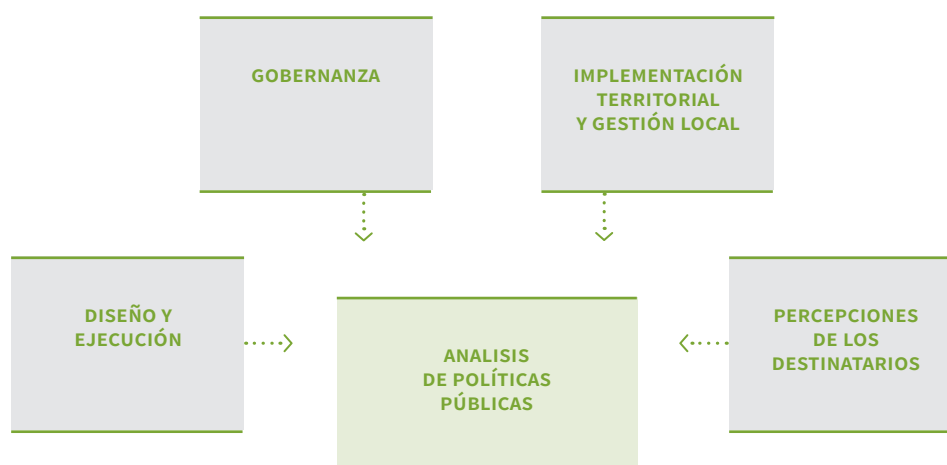 GOBERNANZA
IMPLEMENTACIÓN
TERRITORIAL
Y GESTIÓN LOCAL
DISEÑO Y
EJECUCIÓN
ANALISIS
DE POLÍTICAS
PÚBLICAS
PERCEPCIONES
DE LOS
DESTINATARIOS